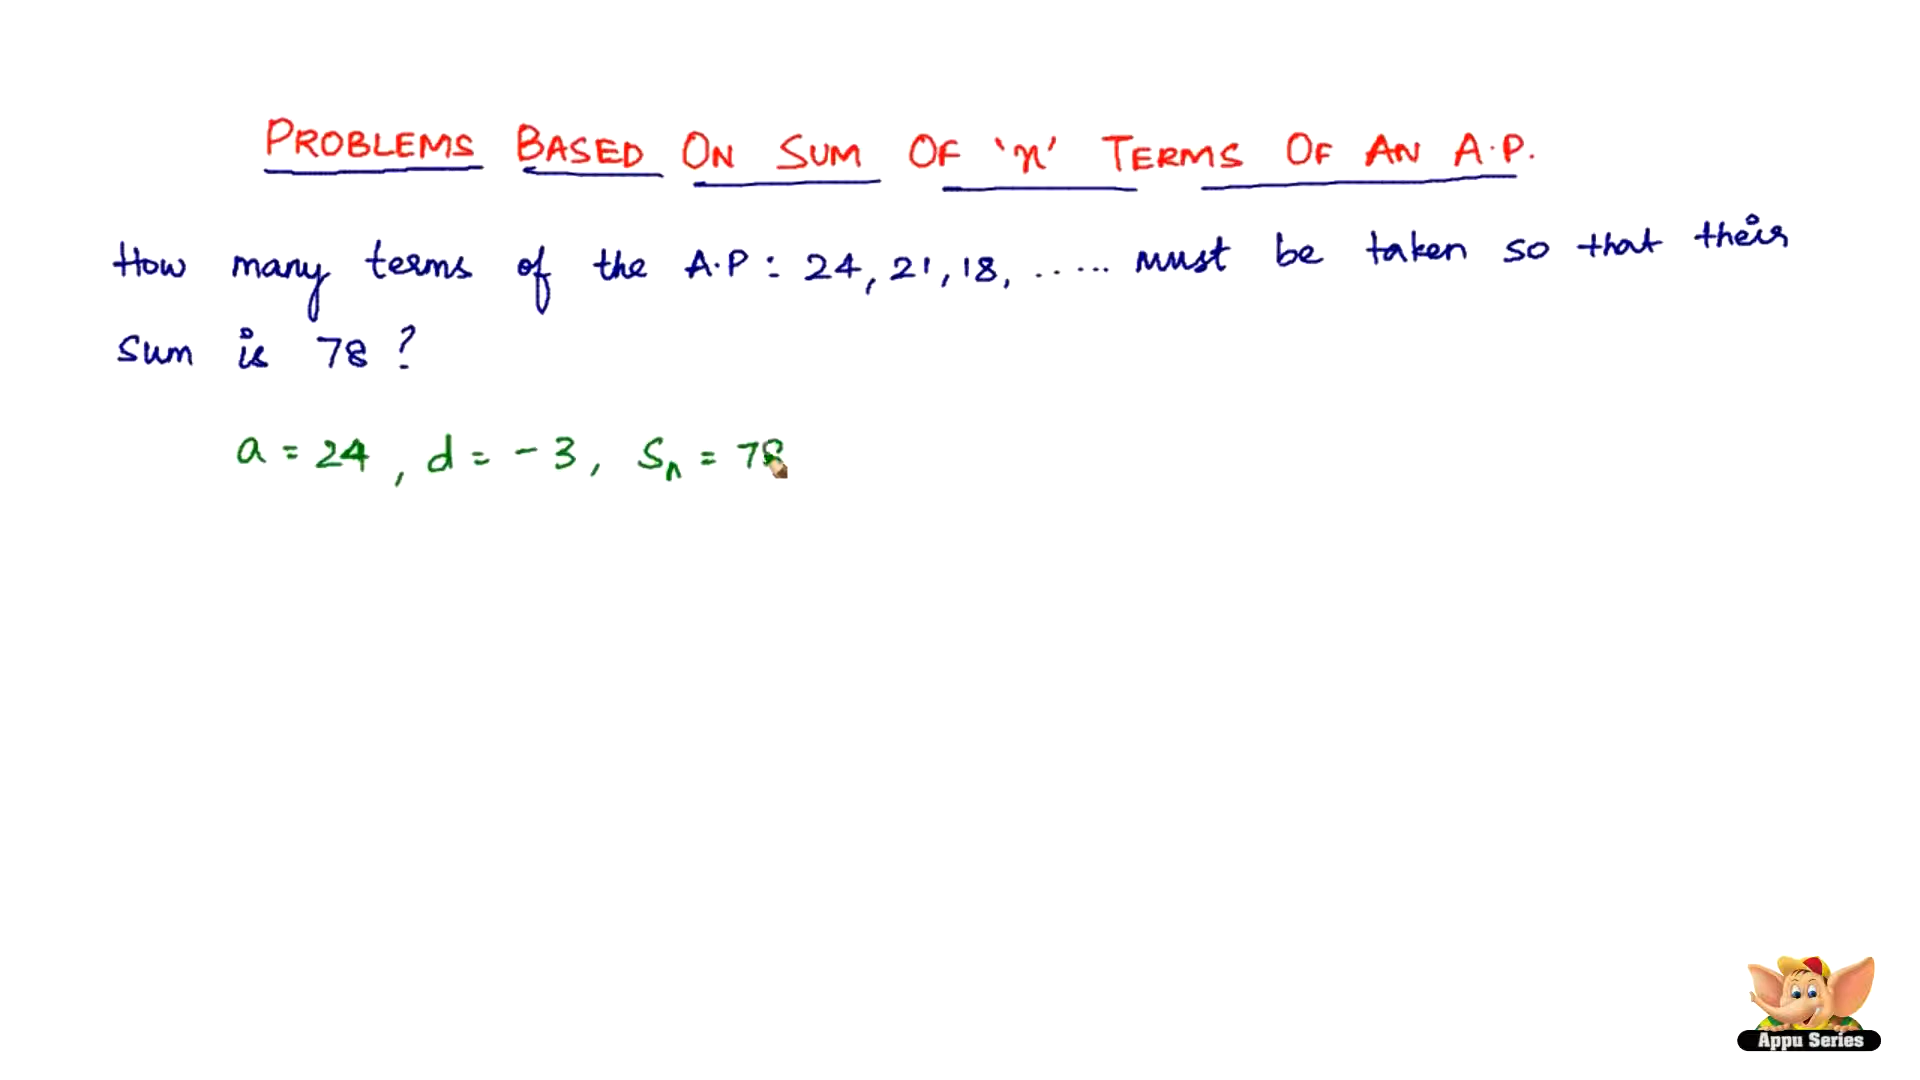 PROBLEMS BASED ON SUM OF 'n' TERMS OF AN A.P.
How many terms of the A.P : 24, 21, 18, ..... must be taken so that their
sum is 78 ?
a = 24 , d = - 3 , Sn = 78
Appu Series